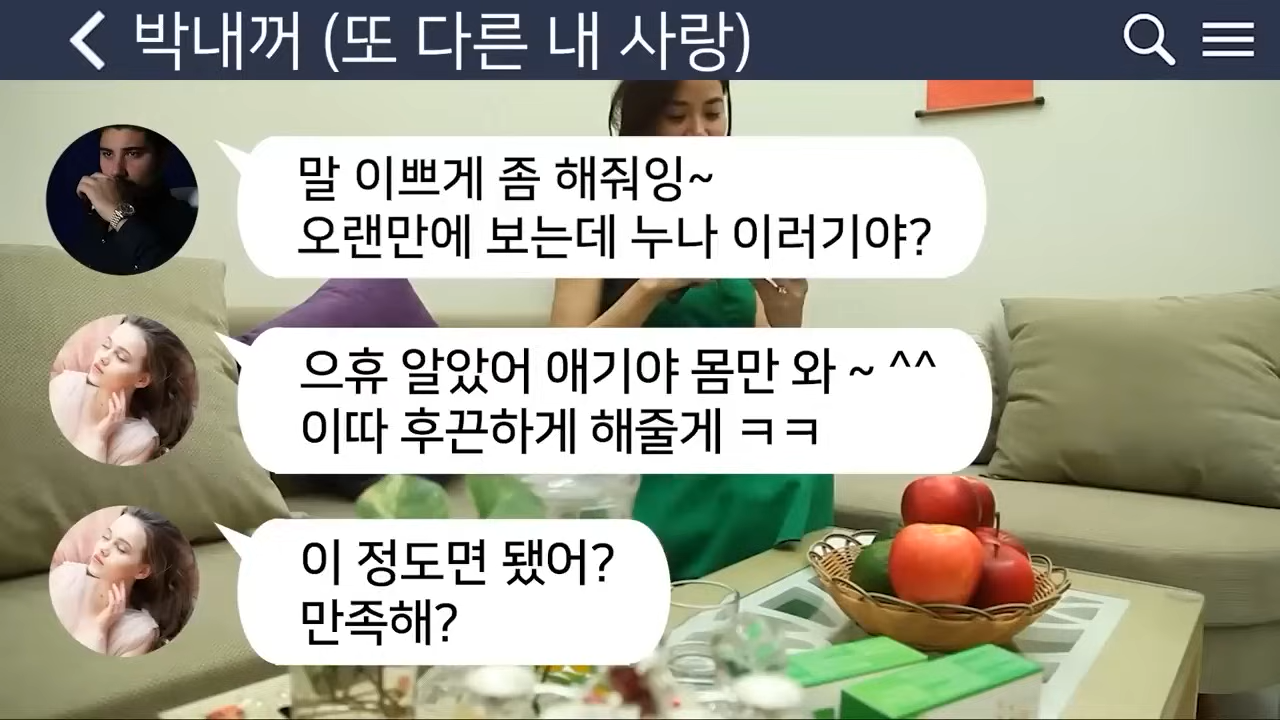 박내꺼 (또 다른 내 사랑)
말 이쁘게 좀 해줘잉~
오랜만에 보는데 누나 이러기야?
으휴 알았어 애기야 몸만 와 ~ ^^
이따 후끈하게 해줄게 ㅋㅋ
이 정도면 됐어?
만족해?